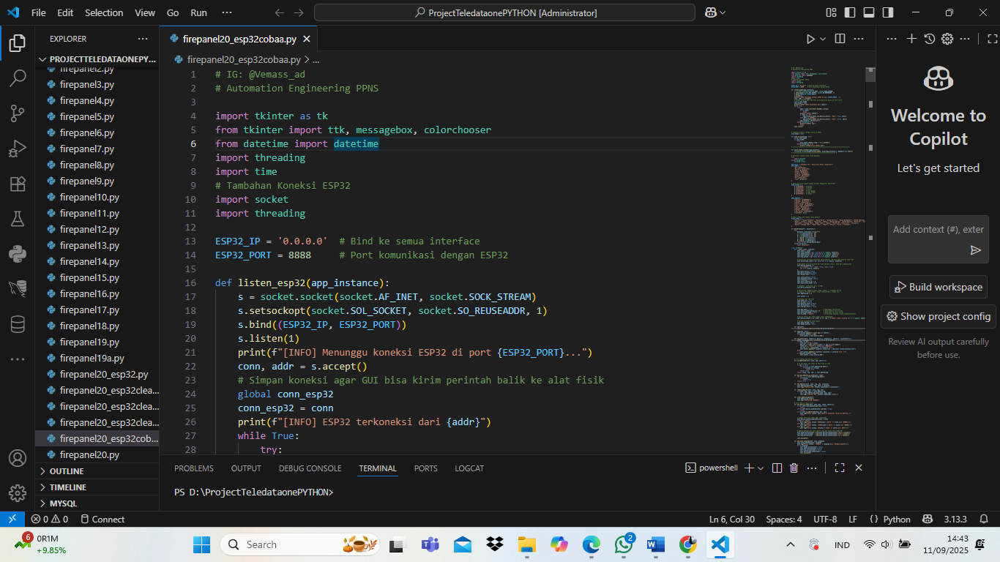 File Edit Selection View Go Run ...
ProjectTeledataonePYTHON [Administrator]
EXPLORER
PROJECTTELEDATAONEPY...
firepanel2.py
firepanel3.py
firepanel4.py
firepanel5.py
firepanel6.py
firepanel7.py
firepanel8.py
firepanel9.py
firepanel10.py
firepanel11.py
firepanel12.py
firepanel13.py
firepanel14.py
firepanel15.py
firepanel16.py
firepanel17.py
firepanel18.py
firepanel19.py
firepanel19a.py
firepanel20_esp32.py
firepanel20_esp32clea...
firepanel20_esp32clea...
firepanel20_esp32clea...
firepanel20_esp32cob...
firepanel20.py
OUTLINE
TIMELINE
MYSQL
firepanel20_esp32cobaa.py
firepanel20_esp32cobaa.py > ...
1 # IG: @Vemass_ad
2 # Automation Engineering PPNS
3
4 import tkinter as tk
5 from tkinter import ttk, messagebox, colorchooser
6 from datetime import datetime
7 import threading
8 import time
9 # Tambahan Koneksi ESP32
10 import socket
11 import threading
12
13 ESP32_IP = '0.0.0.0'  # Bind ke semua interface
14 ESP32_PORT = 8888     # Port komunikasi dengan ESP32
15
16 def listen_esp32(app_instance):
17     s = socket.socket(socket.AF_INET, socket.SOCK_STREAM)
18     s.setsockopt(socket.SOL_SOCKET, socket.SO_REUSEADDR, 1)
19     s.bind((ESP32_IP, ESP32_PORT))
20     s.listen(1)
21     print(f"[INFO] Menunggu koneksi ESP32 di port {ESP32_PORT}...")
22     conn, addr = s.accept()
23     # Simpan koneksi agar GUI bisa kirim perintah balik ke alat fisik
24     global conn_esp32
25     conn_esp32 = conn
26     print(f"[INFO] ESP32 terkoneksi dari {addr}")
27     while True:
28         try:
PROBLEMS OUTPUT DEBUG CONSOLE TERMINAL PORTS LOGCAT
powershell
PS D:\ProjectTeledataonePYTHON>
Welcome to
Copilot
Let's get started
Add context (#), exter
Build workspace
Show project config
Review AI output carefully
before use.
0 0 Connect
Ln 6, Col 30 Spaces: 4 UTF-8 LF {} Python 3.13.3
6
0R1M
+9.85%
Search
2
IND
14:43
11/09/2025